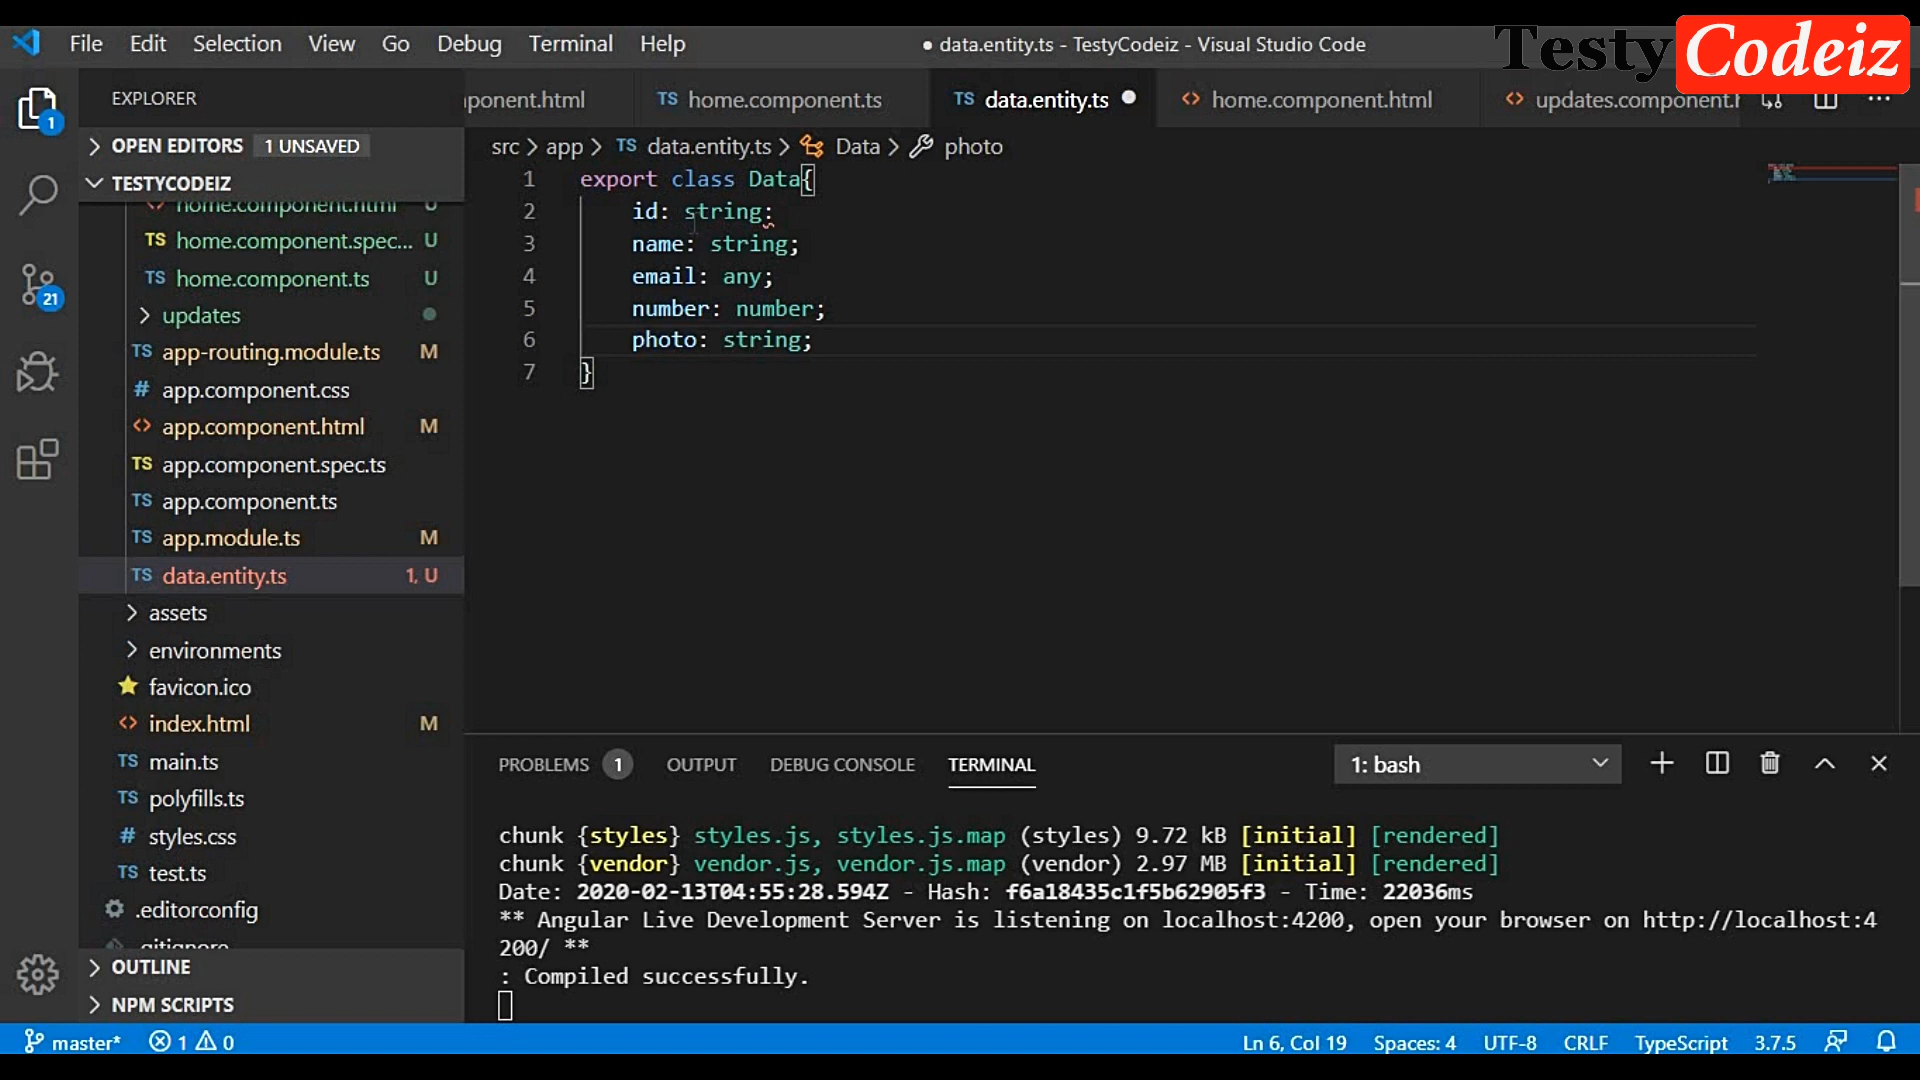 Testy Codeiz
File Edit Selection View Go Debug Terminal Help
● data.entity.ts - TestyCodeiz - Visual Studio Code
EXPLORER
ponent.html
TS home.component.ts
TS data.entity.ts
home.component.html
updates.component.h
1
OPEN EDITORS 1 UNSAVED
src > app > TS data.entity.ts > Data > photo
TESTYCODEIZ
home.component.html U
TS home.component.spec... U
TS home.component.ts U
21
updates
TS app-routing.module.ts M
# app.component.css
app.component.html M
TS app.component.spec.ts
TS app.component.ts
TS app.module.ts M
TS data.entity.ts 1, U
assets
environments
favicon.ico
index.html M
TS main.ts
TS polyfills.ts
# styles.css
TS test.ts
.editorconfig
.gitignore
OUTLINE
NPM SCRIPTS
1 export class Data{
2 id: string:
3 name: string;
4 email: any;
5 number: number;
6 photo: string;
7 }
PROBLEMS 1 OUTPUT DEBUG CONSOLE TERMINAL 1: bash
chunk {styles} styles.js, styles.js.map (styles) 9.72 kB [initial] [rendered]
chunk {vendor} vendor.js, vendor.js.map (vendor) 2.97 MB [initial] [rendered]
Date: 2020-02-13T04:55:28.594Z - Hash: f6a18435c1f5b62905f3 - Time: 22036ms
** Angular Live Development Server is listening on localhost:4200, open your browser on http://localhost:4
200/ **
: Compiled successfully.
master* 1 0 Ln 6, Col 19 Spaces: 4 UTF-8 CRLF TypeScript 3.7.5